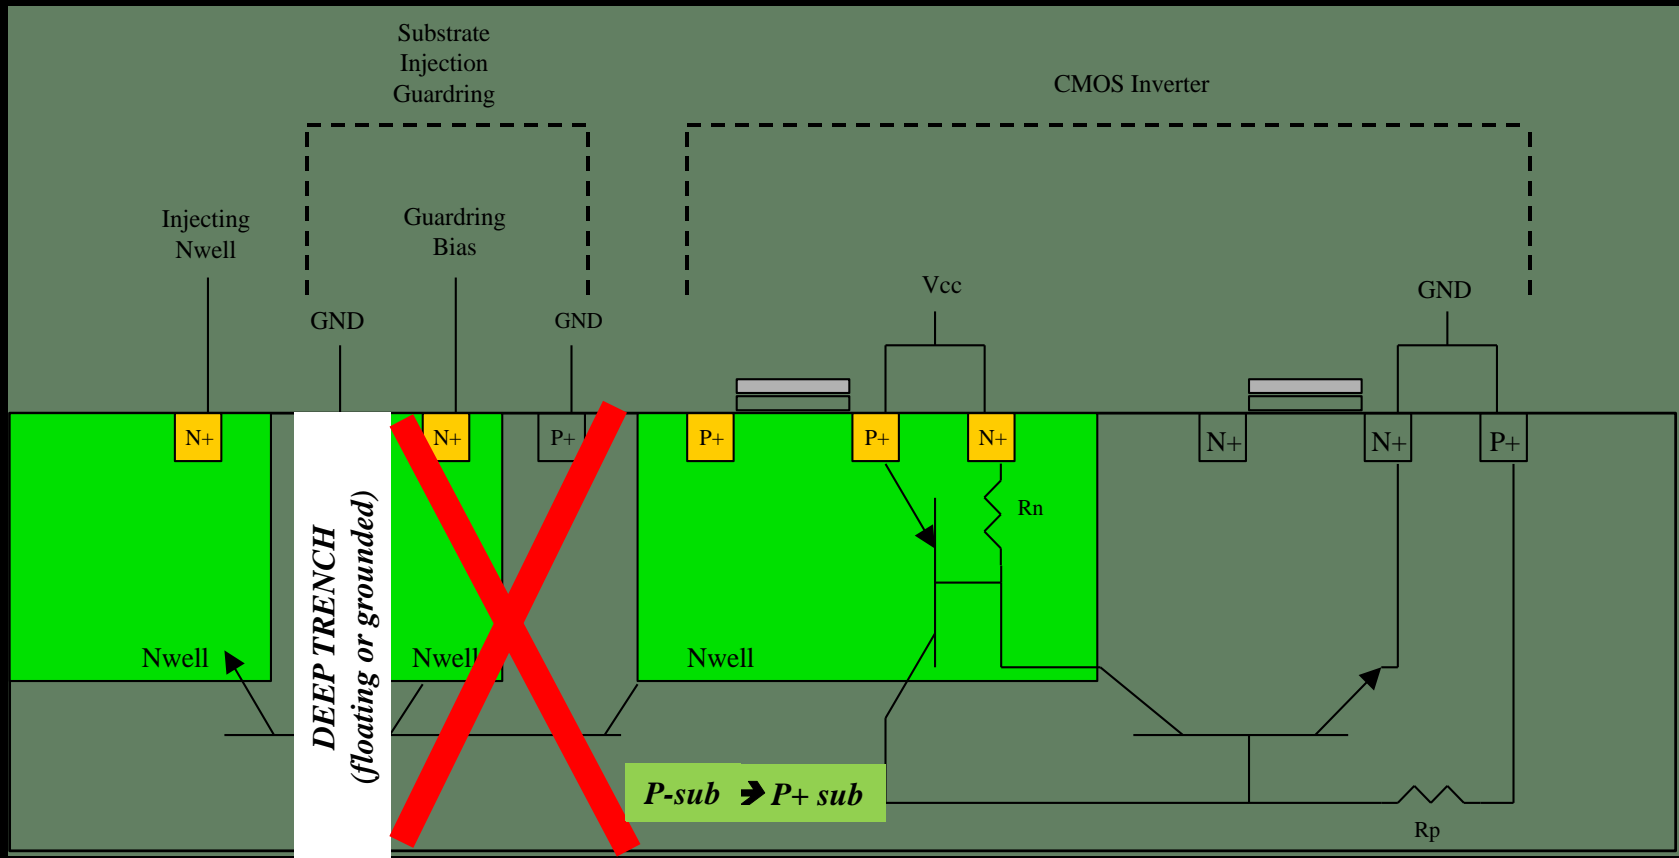 Substrate
Injection
Guardring
CMOS Inverter
Injecting
Nwell
Guardring
Bias
GND
GND
Vcc
GND
N+
N+
P+
P+
P+
N+
N+
N+
P+
Rn
DEEP TRENCH
(floating or grounded)
Nwell
Nwell
Nwell
P-sub ➔ P+ sub
Rp